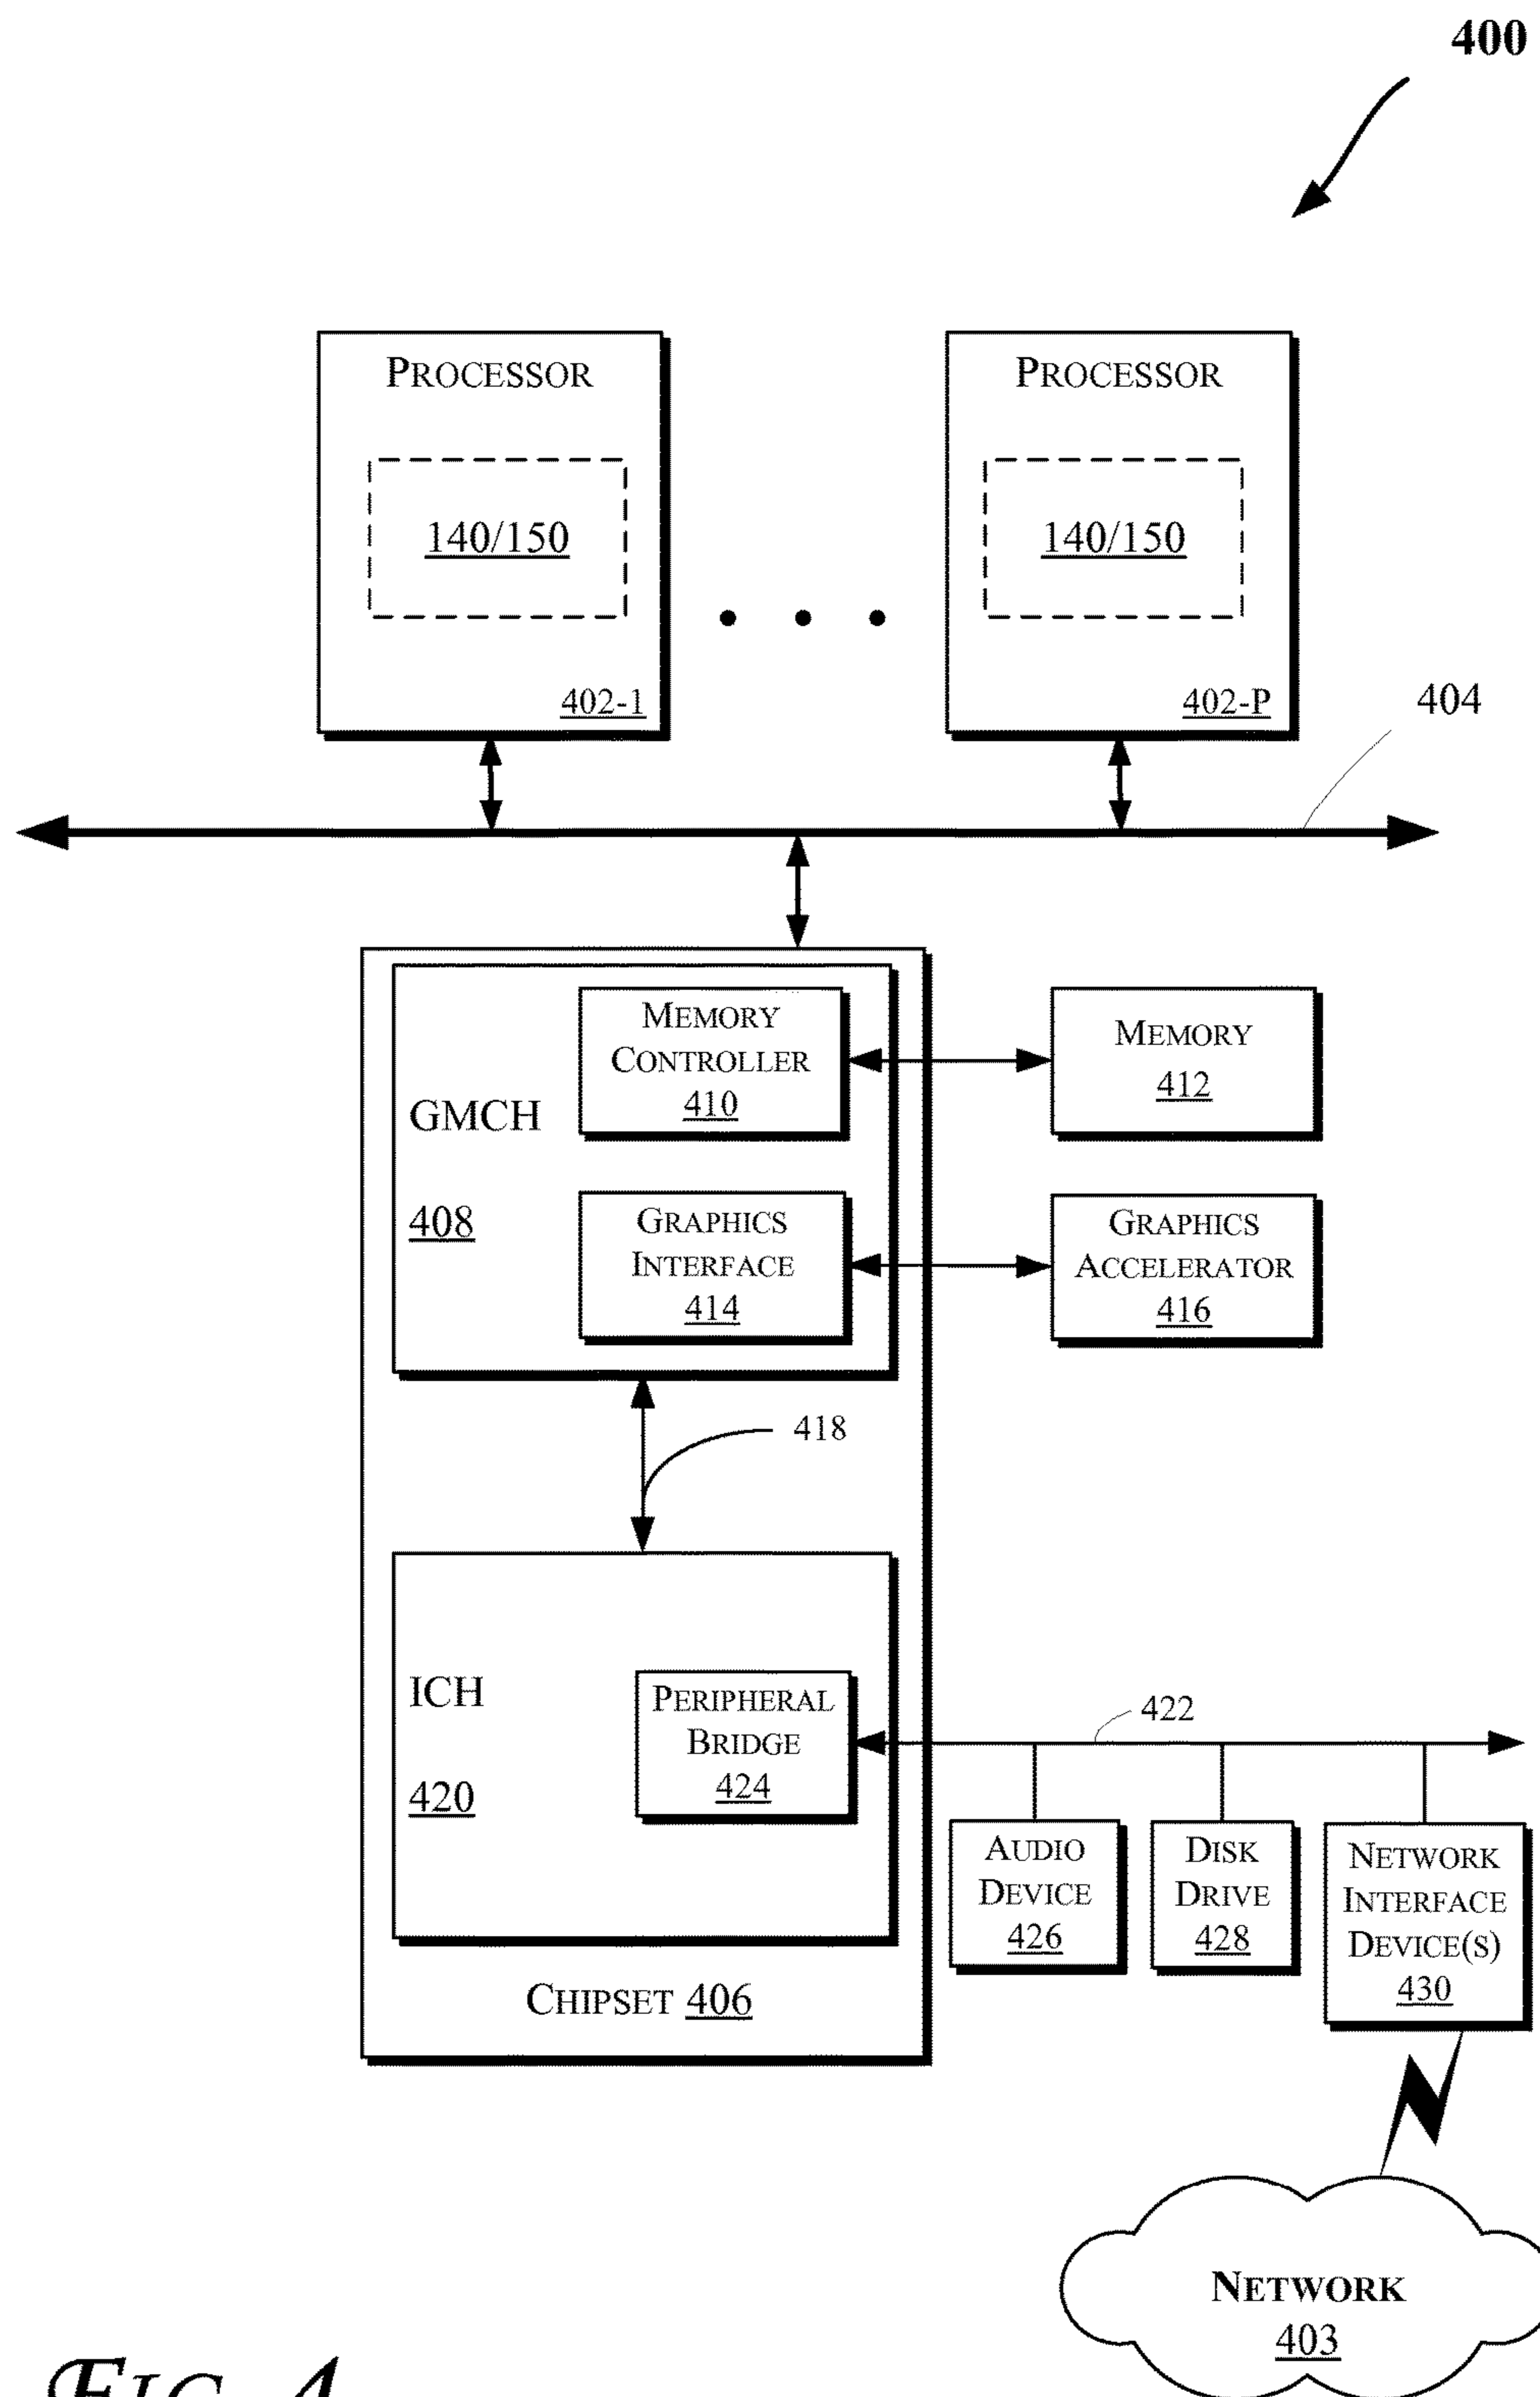 400
PROCESSOR
140/150
402-1
PROCESSOR
140/150
402-P
404
GMCH
408
MEMORY
CONTROLLER
410
MEMORY
412
GRAPHICS
INTERFACE
414
GRAPHICS
ACCELERATOR
416
418
ICH
420
PERIPHERAL
BRIDGE
424
422
AUDIO
DEVICE
426
DISK
DRIVE
428
NETWORK
INTERFACE
DEVICE(S)
430
CHIPSET 406
NETWORK
403
FIG. 4